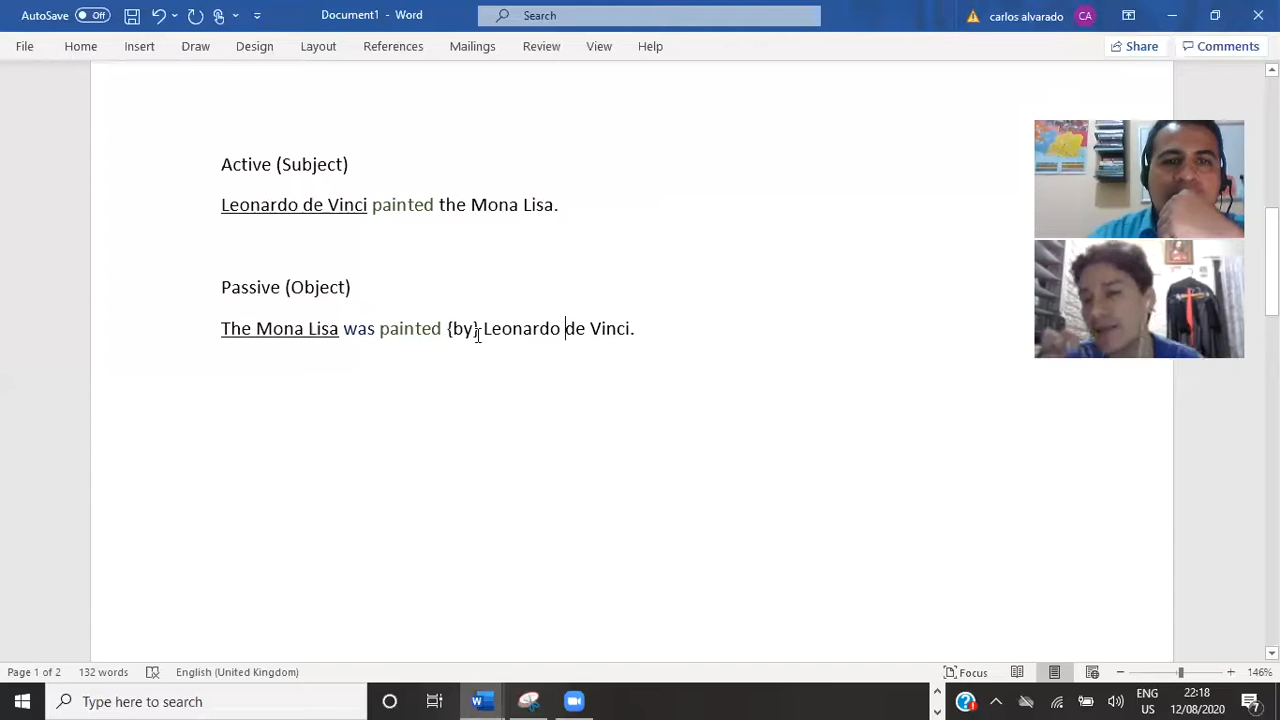 AutoSave Off Document1 - Word Search carlos alvarado CA
File Home Insert Draw Design Layout References Mailings Review View Help Share Comments
Active (Subject)
Leonardo de Vinci painted the Mona Lisa.
Passive (Object)
The Mona Lisa was painted {by} Leonardo de Vinci.
Page 1 of 2 132 words English (United Kingdom) Focus 146%
Type here to search ENG 22:18
US 12/08/2020 7